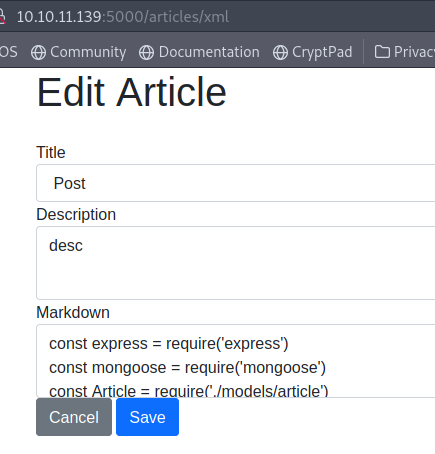 10.10.11.139:5000/articles/xml
OS Community Documentation CryptPad Privac
Edit Article
Title
Post
Description
desc
Markdown
const express = require('express')
const mongoose = require('mongoose')
const Article = require('./models/article')
Cancel Save